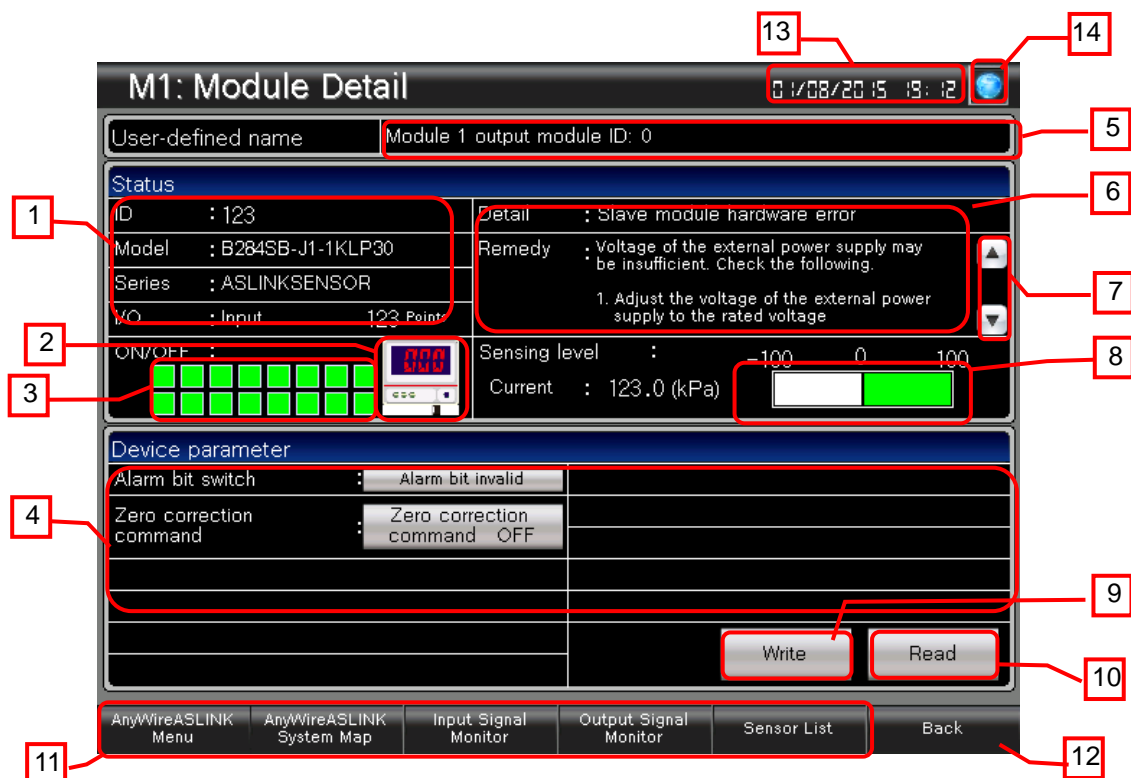 13
14
M1: Module Detail
01/08/2015 19:12
User-defined name
Module 1 output module ID: 0
5
Status
6
1
ID : 123
Detail : Slave module hardware error
Model : B284SB-J1-1KLP30
Remedy : Voltage of the external power supply may
be insufficient. Check the following.
Series : ASLINKSENSOR
1. Adjust the voltage of the external power
supply to the rated voltage
7
I/O : Input 123 Points
2
ON/OFF :
000
Sensing level :
-100 0 100
8
3
Current : 123.0 (kPa)
Device parameter
Alarm bit switch : Alarm bit invalid
4
Zero correction
command :
Zero correction
command OFF
9
Write
Read
10
AnyWireASLINK
Menu
AnyWireASLINK
System Map
Input Signal
Monitor
Output Signal
Monitor
Sensor List
Back
11
12